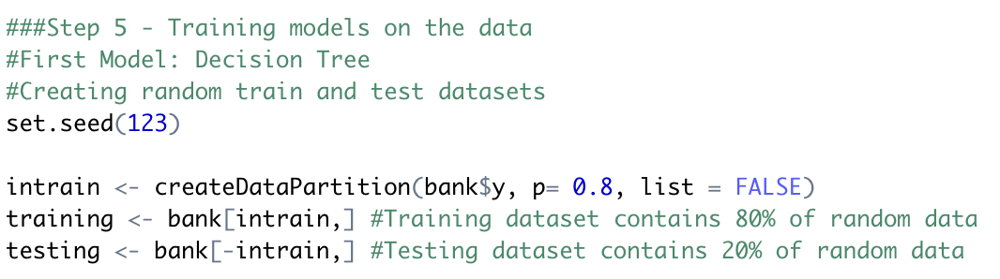 ###Step 5 - Training models on the data
#First Model: Decision Tree
#Creating random train and test datasets
set.seed(123)
intrain <- createDataPartition(bank$y, p= 0.8, list = FALSE)
training <- bank[intrain,] #Training dataset contains 80% of random data
testing <- bank[-intrain,] #Testing dataset contains 20% of random data